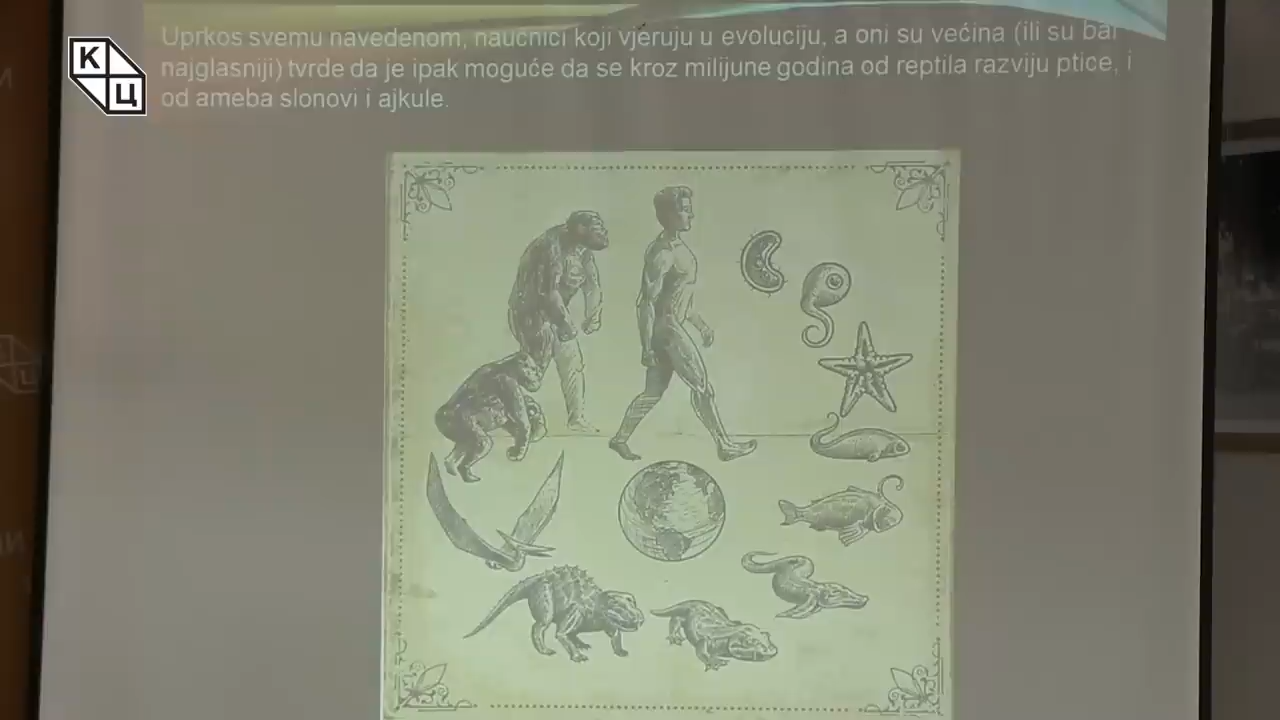 Uprkos svemu navedenom, naučnici koji vjeruju u evoluciju, a oni su većina (ili su bar
najglasniji) tvrde da je ipak moguće da se kroz milijune godina od reptila razviju ptice, i
od ameba slonovi i ajkule.
К
Ц